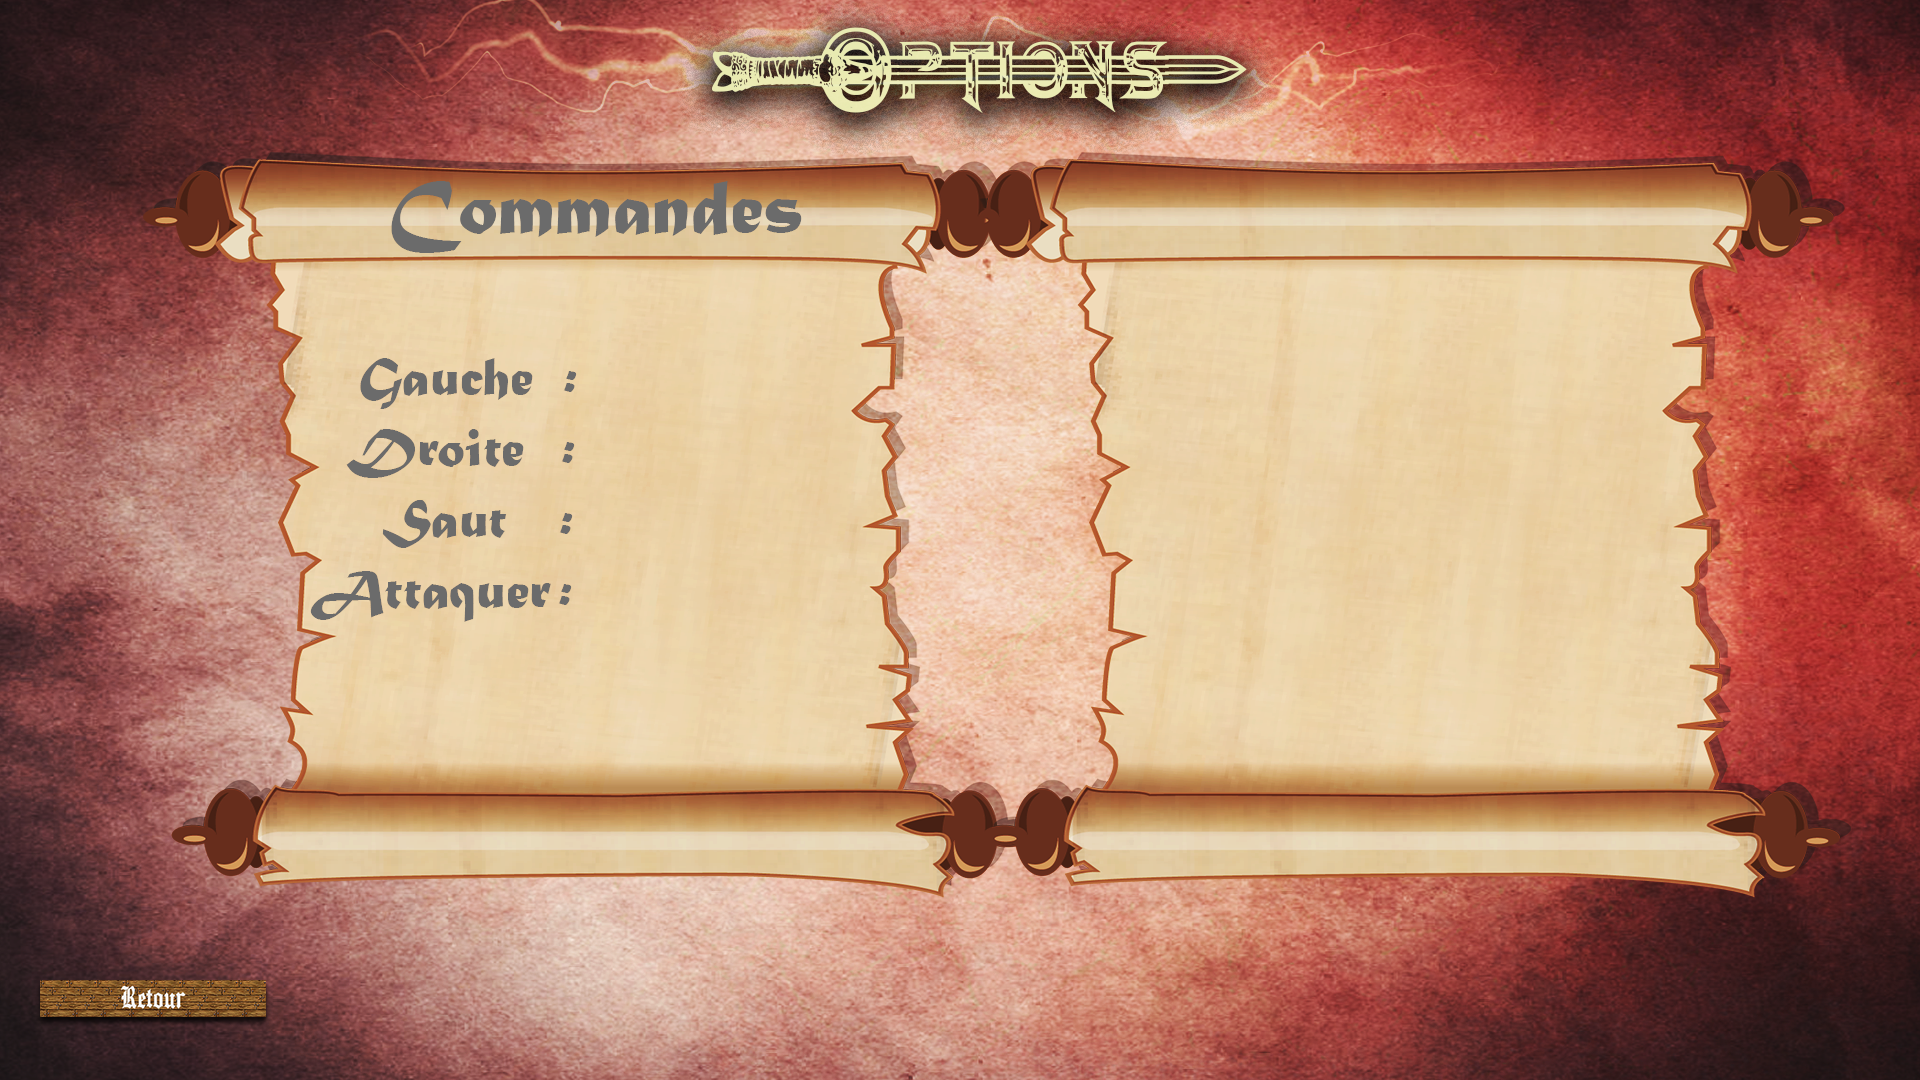 OPTIONS
Commandes
Gauche :
Droite :
Saut :
Attaquer :
Retour